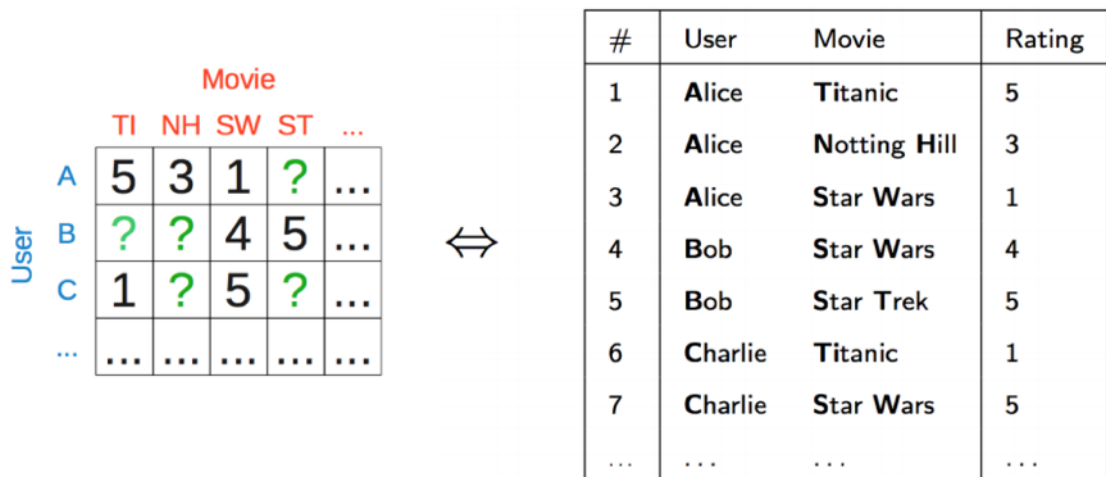 Movie
TI NH SW ST ...
User
A 5 3 1 ? ...
B ? ? 4 5 ...
C 1 ? 5 ? ...
... ... ... ... ... ...
⇔
# User Movie Rating
1 Alice Titanic 5
2 Alice Notting Hill 3
3 Alice Star Wars 1
4 Bob Star Wars 4
5 Bob Star Trek 5
6 Charlie Titanic 1
7 Charlie Star Wars 5
... ... ... ...